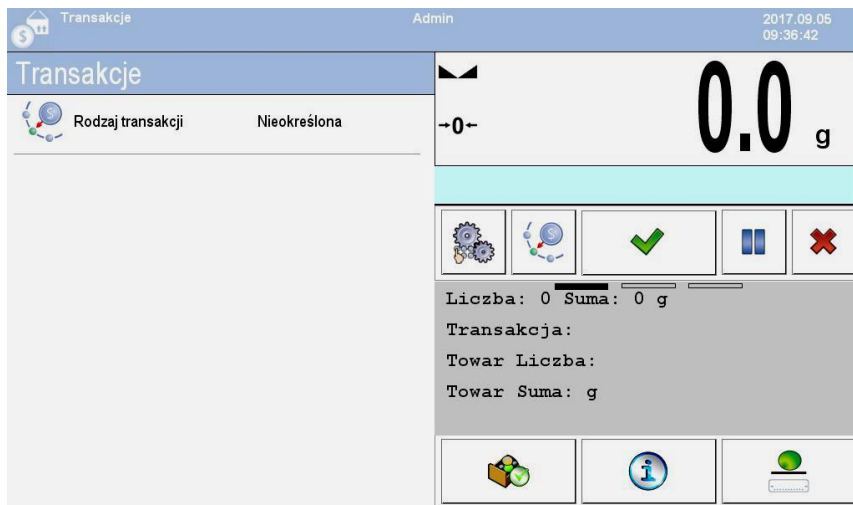 Transakcje
Admin
2017.09.05
09:36:42
Transakcje
Rodzaj transakcji Nieokreślona
→0←
0.0 g
Liczba: 0 Suma: 0 g
Transakcja:
Towar Liczba:
Towar Suma: g